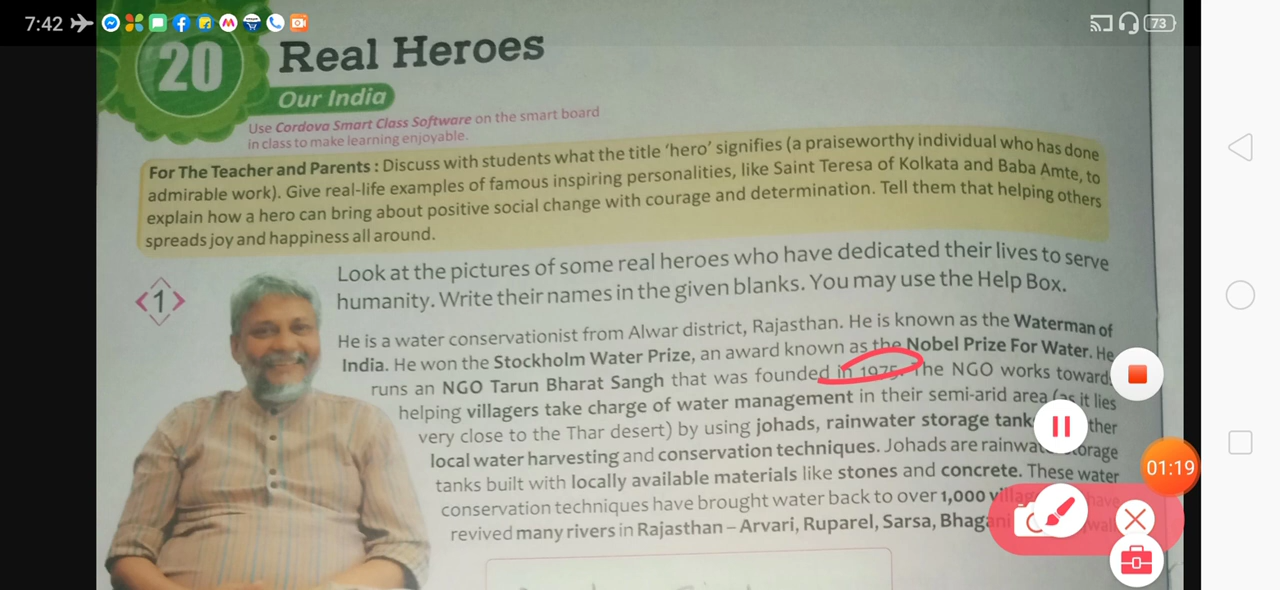 7:42
73
20
Real Heroes
Our India
Use Cordova Smart Class Software on the smart board
in class to make learning enjoyable.
For The Teacher and Parents : Discuss with students what the title 'hero' signifies (a praiseworthy individual who has done
admirable work). Give real-life examples of famous inspiring personalities, like Saint Teresa of Kolkata and Baba Amte, to
explain how a hero can bring about positive social change with courage and determination. Tell them that helping others
spreads joy and happiness all around.
1
Look at the pictures of some real heroes who have dedicated their lives to serve
humanity. Write their names in the given blanks. You may use the Help Box.
He is a water conservationist from Alwar district, Rajasthan. He is known as the Waterman of
India. He won the Stockholm Water Prize, an award known as the Nobel Prize For Water. He
runs an NGO Tarun Bharat Sangh that was founded in 1975. The NGO works toward
helping villagers take charge of water management in their semi-arid area (as it lies
very close to the Thar desert) by using johads, rainwater storage tank
local water harvesting and conservation techniques. Johads are
tanks built with locally available materials like stones and concrete. These water
conservation techniques have brought water back to over 1,000
revived many rivers in Rajasthan – Arvari, Ruparel, Sarsa,
01:19